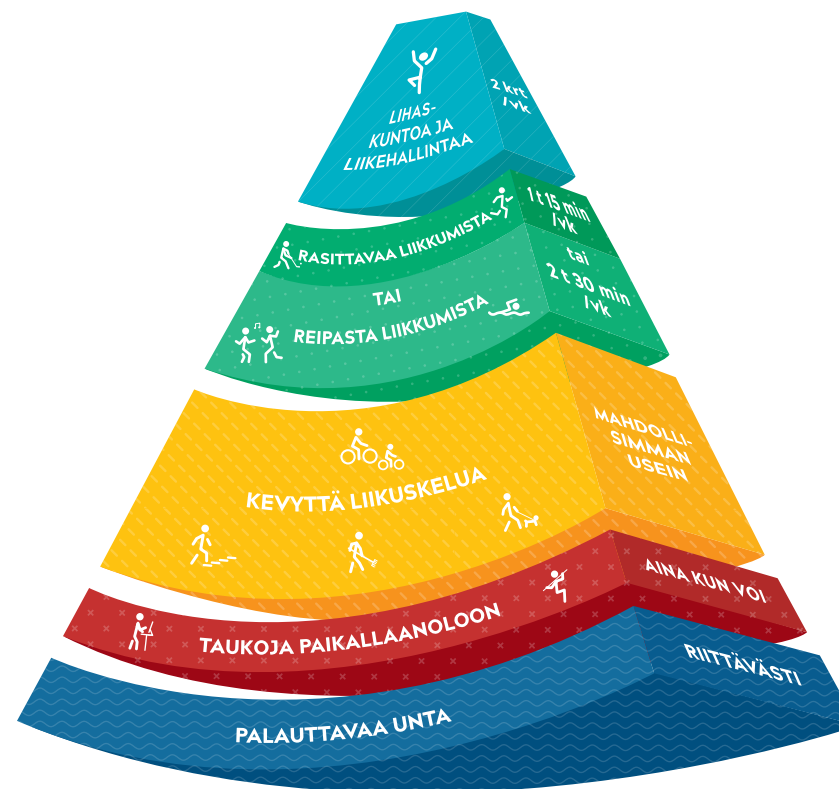 LIHAS-
KUNTOA JA
LIIKEHALLINTAA
2 krt
/vk
RASITTAVAA LIIKKUMISTA
1 t 15 min
/vk
TAI
REIPASTA LIIKKUMISTA
tai
2 t 30 min
/vk
KEVYTTÄ LIIKUSKELUA
MAHDOLLI-
SIMMAN
USEIN
TAUKOJA PAIKALLAANOLOON
AINA KUN VOI
PALAUTTAVAA UNTA
RIITTÄVÄSTI